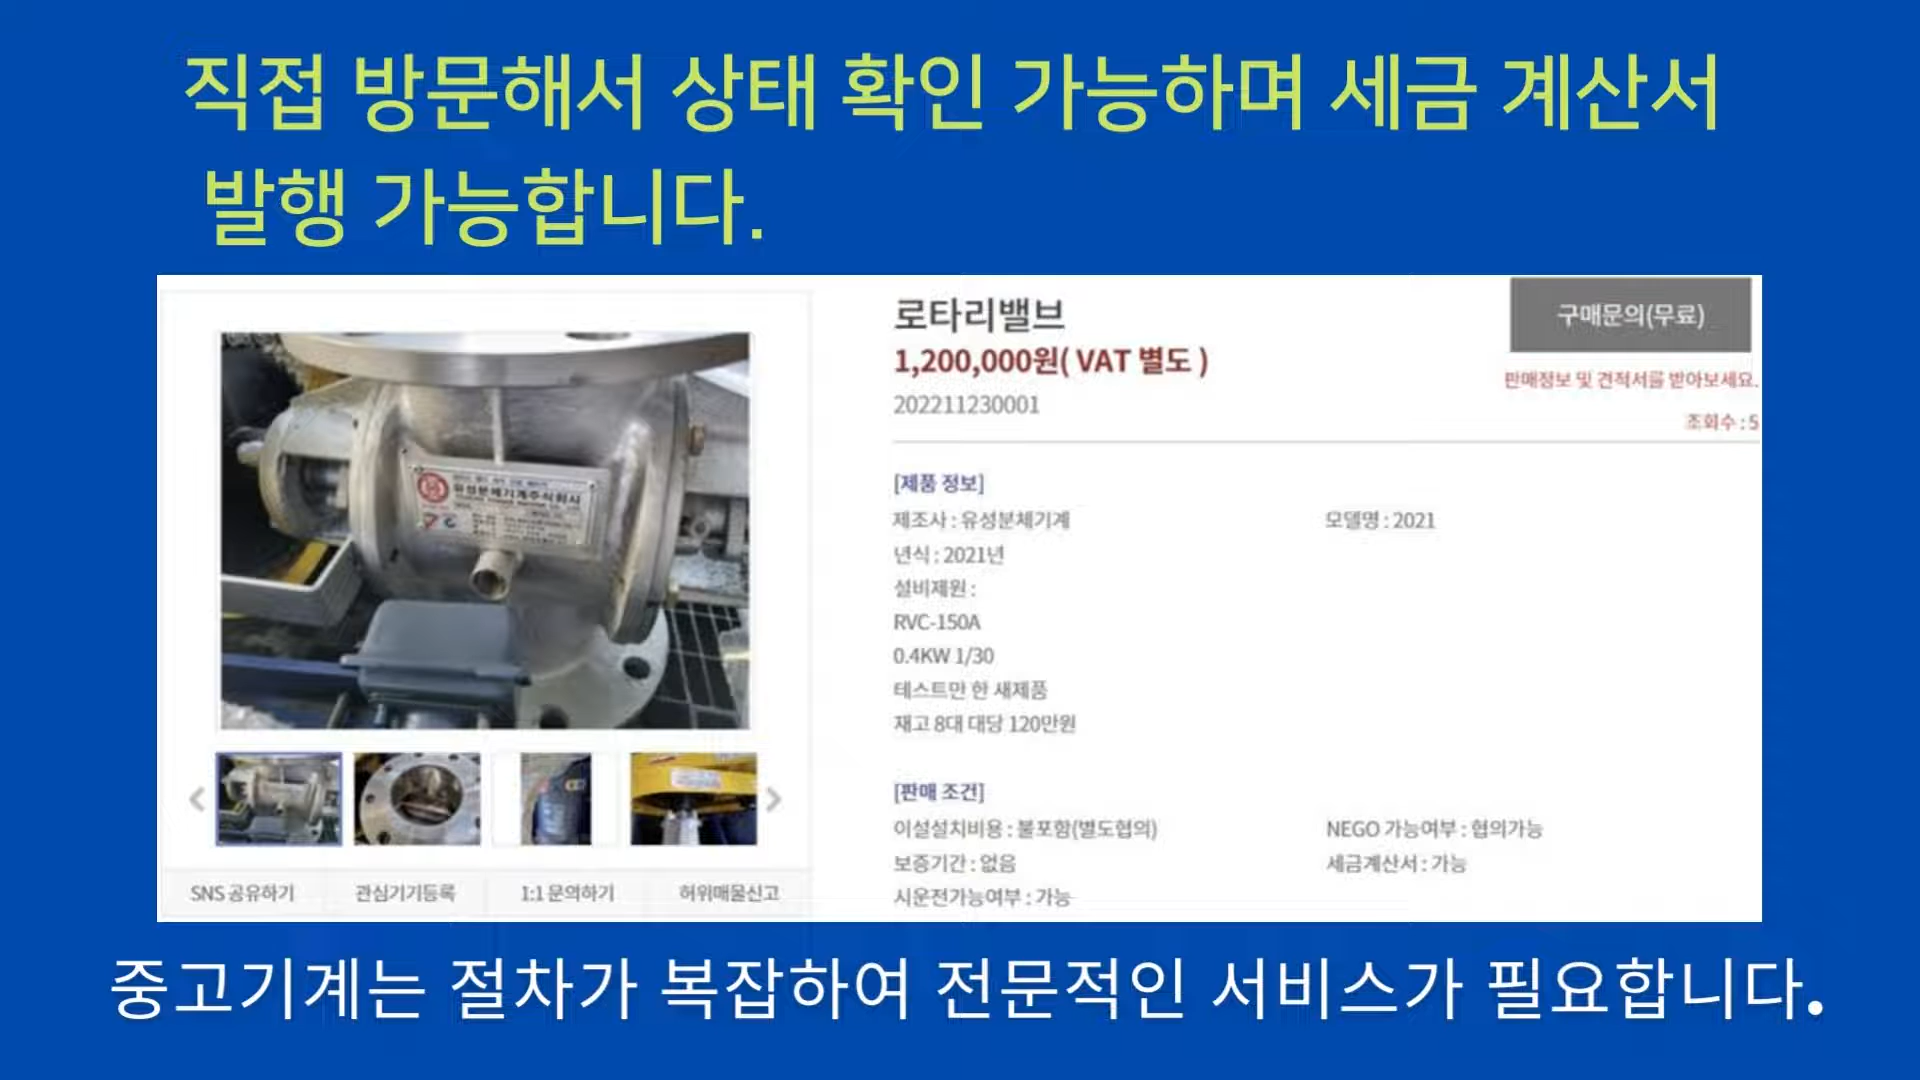 직접 방문해서 상태 확인 가능하며 세금 계산서
발행 가능합니다.
로타리밸브
구매문의(무료)
1,200,000원( VAT 별도 )
판매정보 및 견적서를 받아보세요.
202211230001
조회수 : 5
유성분체기계주식회사
[제품 정보]
제조사 : 유성분체기계
모델명 : 2021
년식 : 2021년
설비제원 :
RVC-150A
0.4KW 1/30
테스트만 한 새제품
재고 8대 대당 120만원
[판매 조건]
이설설치비용 : 불포함(별도협의)
NEGO 가능여부 : 협의가능
보증기간 : 없음
세금계산서 : 가능
시운전가능여부 : 가능
SNS 공유하기
관심기기등록
1:1 문의하기
허위매물신고
중고기계는 절차가 복잡하여 전문적인 서비스가 필요합니다.